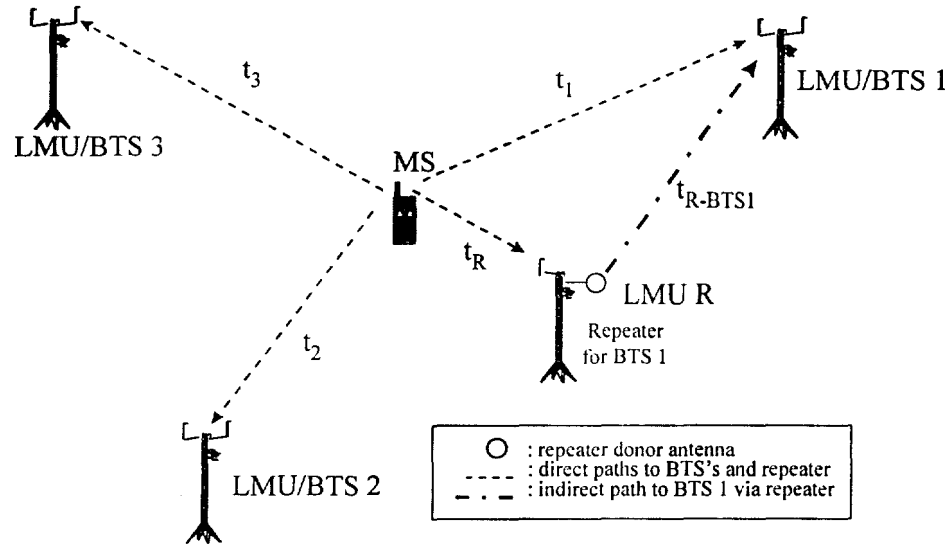 t3
t1
LMU/BTS 1
LMU/BTS 3
MS
tR-BTS1
tR
LMU R
Repeater
for BTS 1
t2
LMU/BTS 2
: repeater donor antenna
: direct paths to BTS's and repeater
: indirect path to BTS 1 via repeater